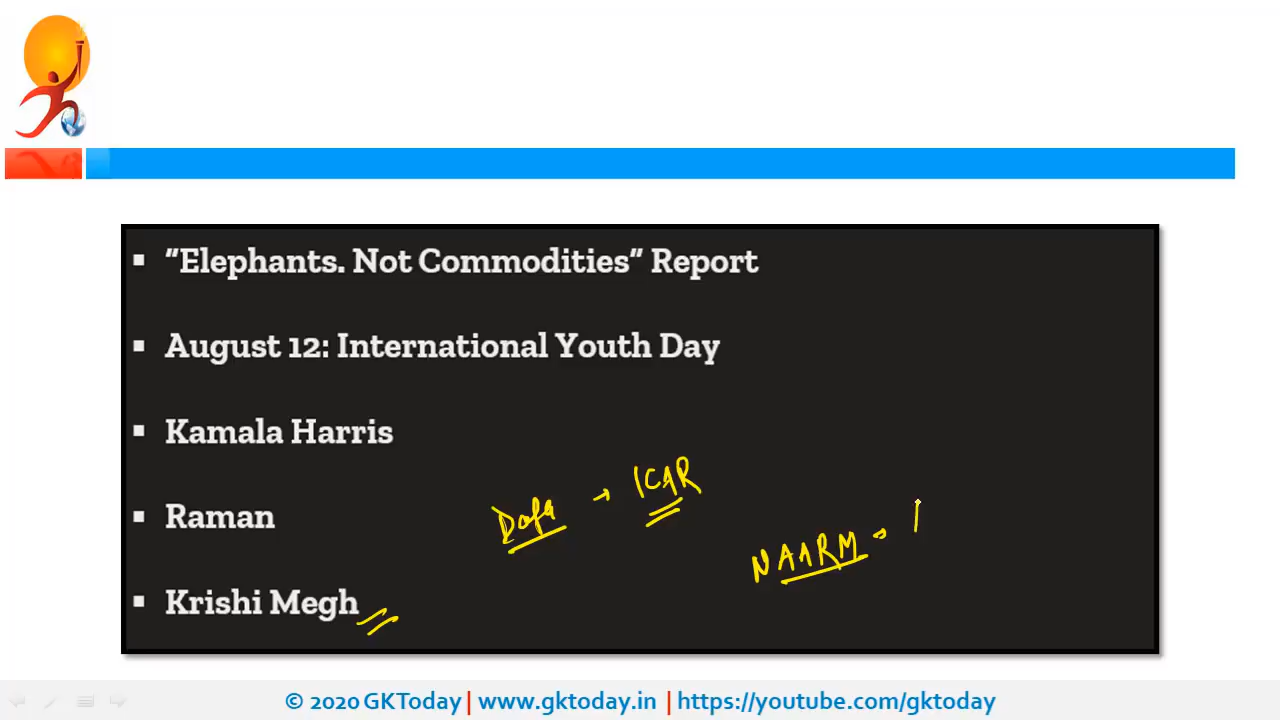 "Elephants. Not Commodities" Report
August 12: International Youth Day
Kamala Harris
Raman
Krishi Megh
Data → ICAR
NAARM
© 2020 GKToday | www.gktoday.in | https://youtube.com/gktoday